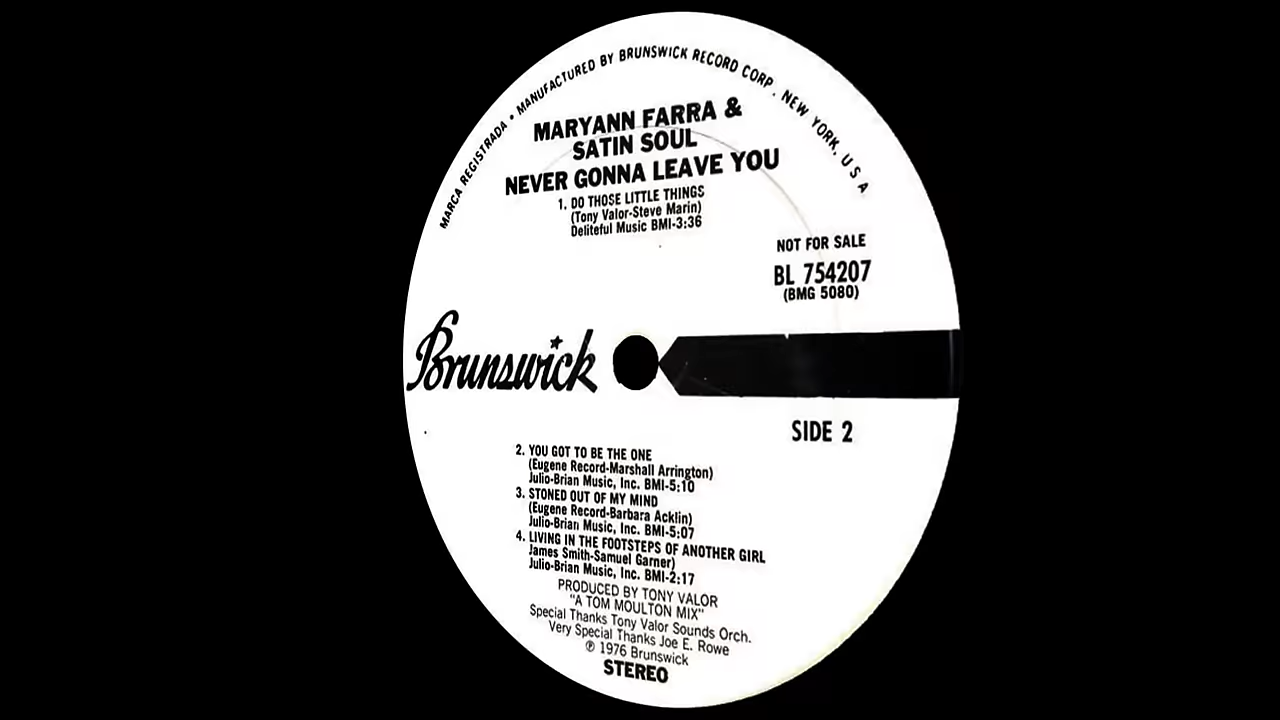 MARCA REGISTRADA • MANUFACTURED BY BRUNSWICK RECORD CORP. NEW YORK, U S A
MARYANN FARRA &
SATIN SOUL
NEVER GONNA LEAVE YOU
1. DO THOSE LITTLE THINGS
(Tony Valor-Steve Marin)
Deliteful Music BMI-3:36
NOT FOR SALE
BL 754207
(BMG 5080)
Brunswick
SIDE 2
2. YOU GOT TO BE THE ONE
(Eugene Record-Marshall Arrington)
Julio-Brian Music, Inc. BMI-5:10
3. STONED OUT OF MY MIND
(Eugene Record-Barbara Acklin)
Julio-Brian Music, Inc. BMI-5:07
4. LIVING IN THE FOOTSTEPS OF ANOTHER GIRL
James Smith-Samuel Garner)
Julio-Brian Music, Inc. BMI-2:17
PRODUCED BY TONY VALOR
"A TOM MOULTON MIX"
Special Thanks Tony Valor Sounds Orch.
Very Special Thanks Joe E. Rowe
℗ 1976 Brunswick
STEREO